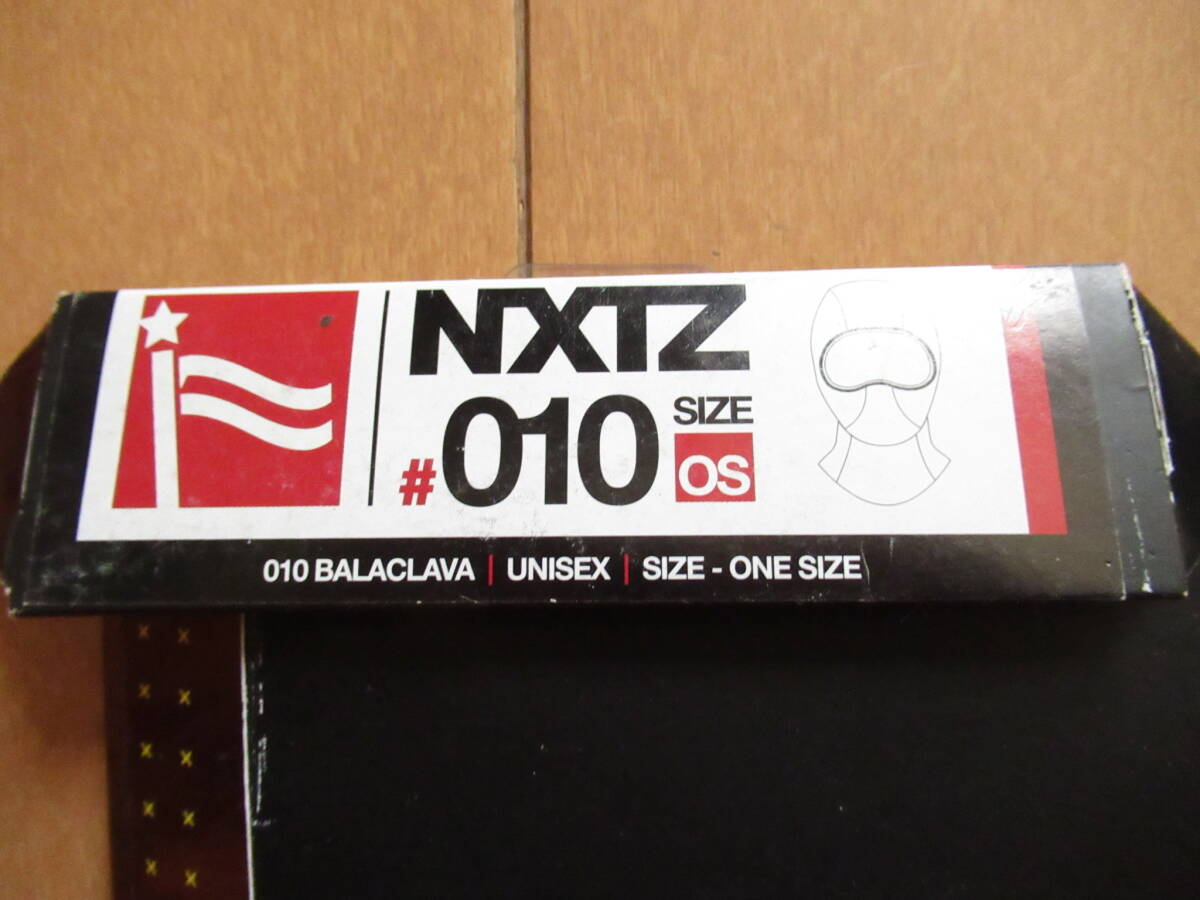 NXTZ
#010 SIZE OS
010 BALACLAVA | UNISEX | SIZE - ONE SIZE